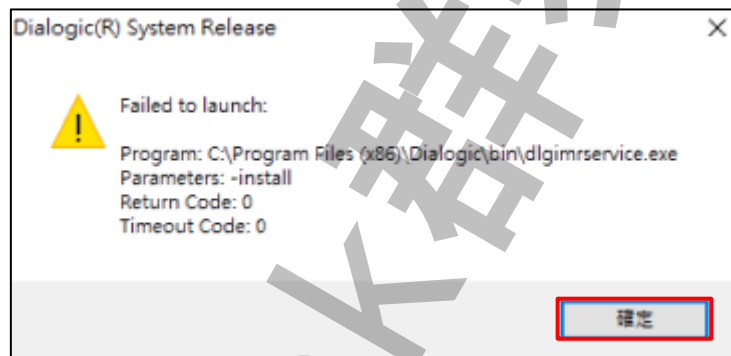 Dialogic(R) System Release
Failed to launch:
Program: C:\Program Files (x86)\Dialogic\bin\dlgimrservice.exe
Parameters: -install
Return Code: 0
Timeout Code: 0
確定